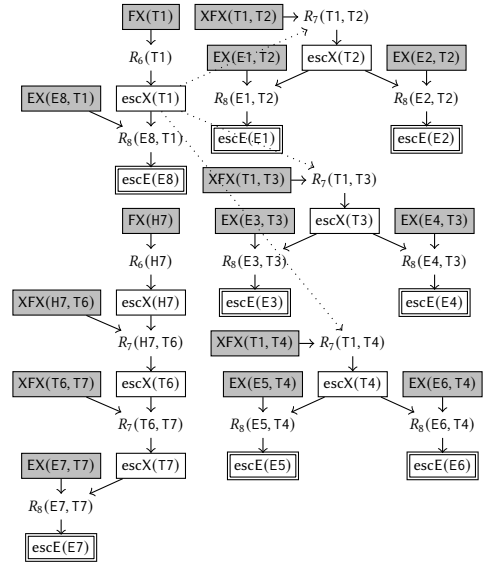 FX(T1) XFX(T1, T2) R7(T1, T2)
R6(T1) EX(E1, T2) escX(T2) EX(E2, T2)
EX(E8, T1) escX(T1) R8(E1, T2) R8(E2, T2)
R8(E8, T1) escE(E1) escE(E2)
escE(E8) XFX(T1, T3) R7(T1, T3)
FX(H7) EX(E3, T3) escX(T3) EX(E4, T3)
R6(H7) R8(E3, T3) R8(E4, T3)
XFX(H7, T6) escX(H7) escE(E3) escE(E4)
R7(H7, T6) XFX(T1, T4) R7(T1, T4)
XFX(T6, T7) escX(T6) EX(E5, T4) escX(T4) EX(E6, T4)
R7(T6, T7) R8(E5, T4) R8(E6, T4)
EX(E7, T7) escX(T7) escE(E5) escE(E6)
R8(E7, T7)
escE(E7)